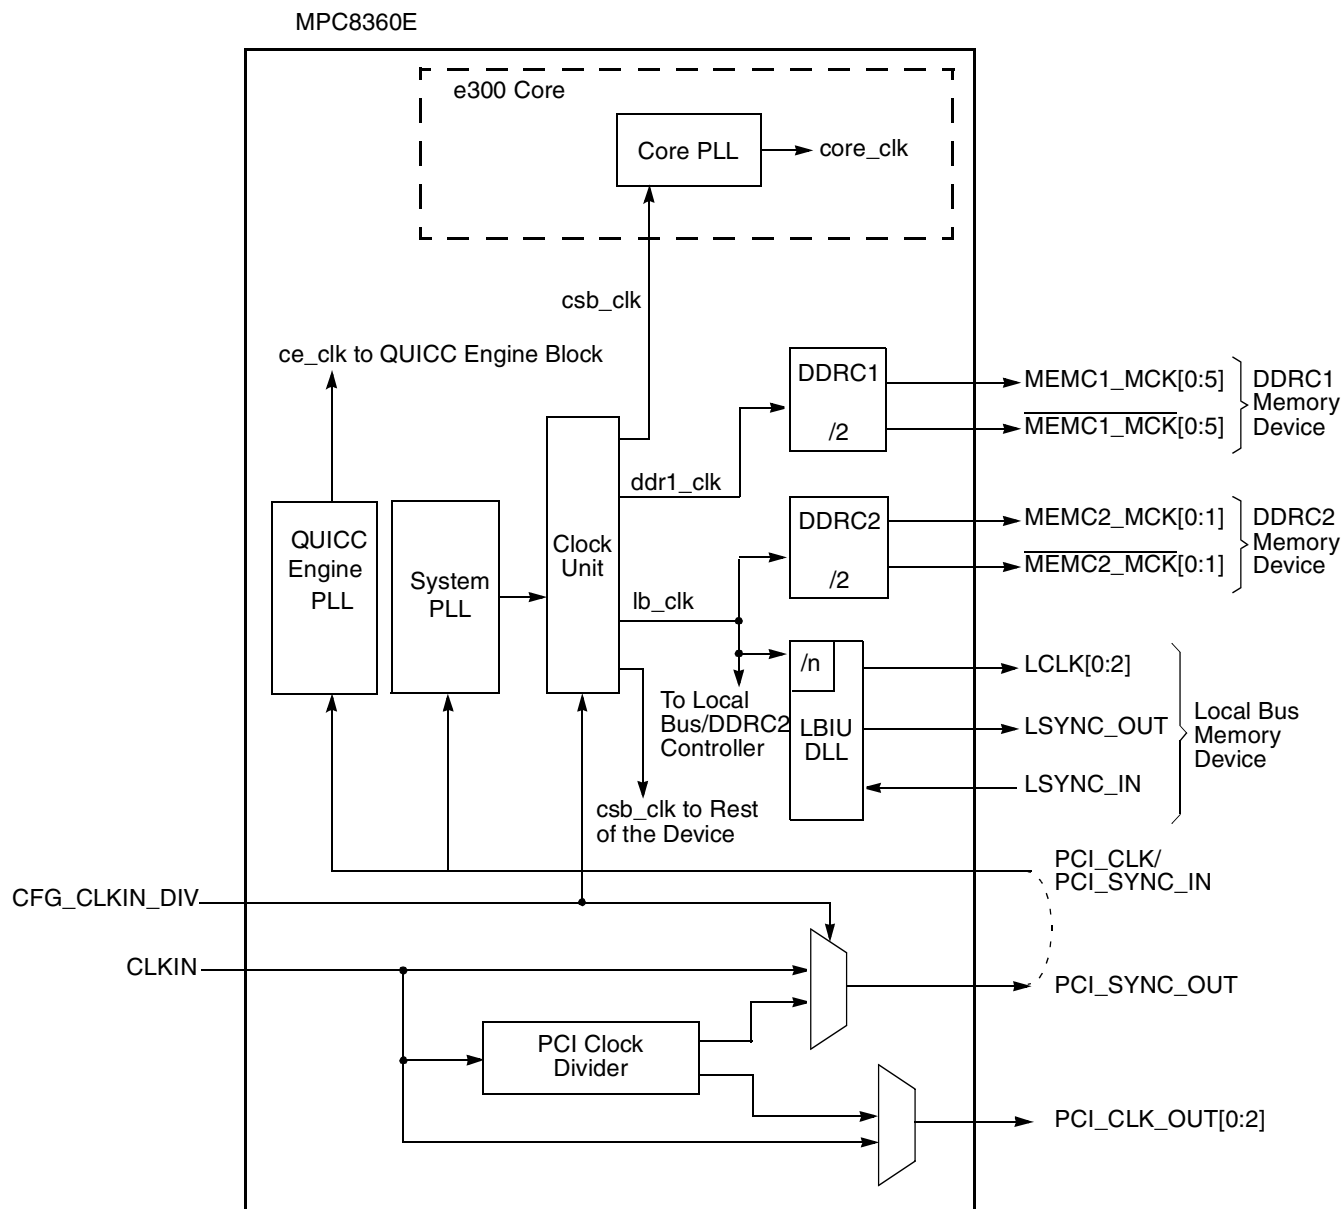 MPC8360E
e300 Core
Core PLL
core_clk
csb_clk
ce_clk to QUICC Engine Block
DDRC1
/2
MEMC1_MCK[0:5]
MEMC1_MCK[0:5]
DDRC1
Memory
Device
ddr1_clk
QUICC
Engine
PLL
System
PLL
Clock
Unit
DDRC2
/2
MEMC2_MCK[0:1]
MEMC2_MCK[0:1]
DDRC2
Memory
Device
lb_clk
/n
LBIU
DLL
To Local
Bus/DDRC2
Controller
LCLK[0:2]
LSYNC_OUT
LSYNC_IN
Local Bus
Memory
Device
csb_clk to Rest
of the Device
PCI_CLK/
PCI_SYNC_IN
CFG_CLKIN_DIV
CLKIN
PCI_SYNC_OUT
PCI Clock
Divider
PCI_CLK_OUT[0:2]